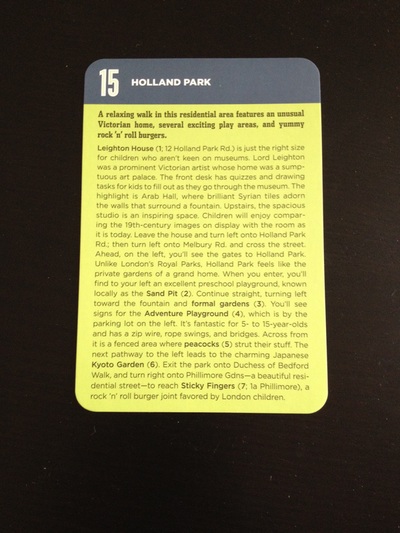 15 HOLLAND PARK
A relaxing walk in this residential area features an unusual
Victorian home, several exciting play areas, and yummy
rock 'n' roll burgers.
Leighton House (1; 12 Holland Park Rd.) is just the right size
for children who aren't keen on museums. Lord Leighton
was a prominent Victorian artist whose home was a sump-
tuous art palace. The front desk has quizzes and drawing
tasks for kids to fill out as they go through the museum. The
highlight is Arab Hall, where brilliant Syrian tiles adorn
the walls that surround a fountain. Upstairs, the spacious
studio is an inspiring space. Children will enjoy compar-
ing the 19th-century images on display with the room as
it is today. Leave the house and turn left onto Holland Park
Rd.; then turn left onto Melbury Rd. and cross the street.
Ahead, on the left, you'll see the gates to Holland Park.
Unlike London's Royal Parks, Holland Park feels like the
private gardens of a grand home. When you enter, you'll
find to your left an excellent preschool playground, known
locally as the Sand Pit (2). Continue straight, turning left
toward the fountain and formal gardens (3). You'll see
signs for the Adventure Playground (4), which is by the
parking lot on the left. It's fantastic for 5- to 15-year-olds
and has a zip wire, rope swings, and bridges. Across from
it is a fenced area where peacocks (5) strut their stuff. The
next pathway to the left leads to the charming Japanese
Kyoto Garden (6). Exit the park onto Duchess of Bedford
Walk, and turn right onto Phillimore Gdns—a beautiful resi-
dential street—to reach Sticky Fingers (7: 1a Phillimore), a
rock 'n' roll burger joint favored by London children.